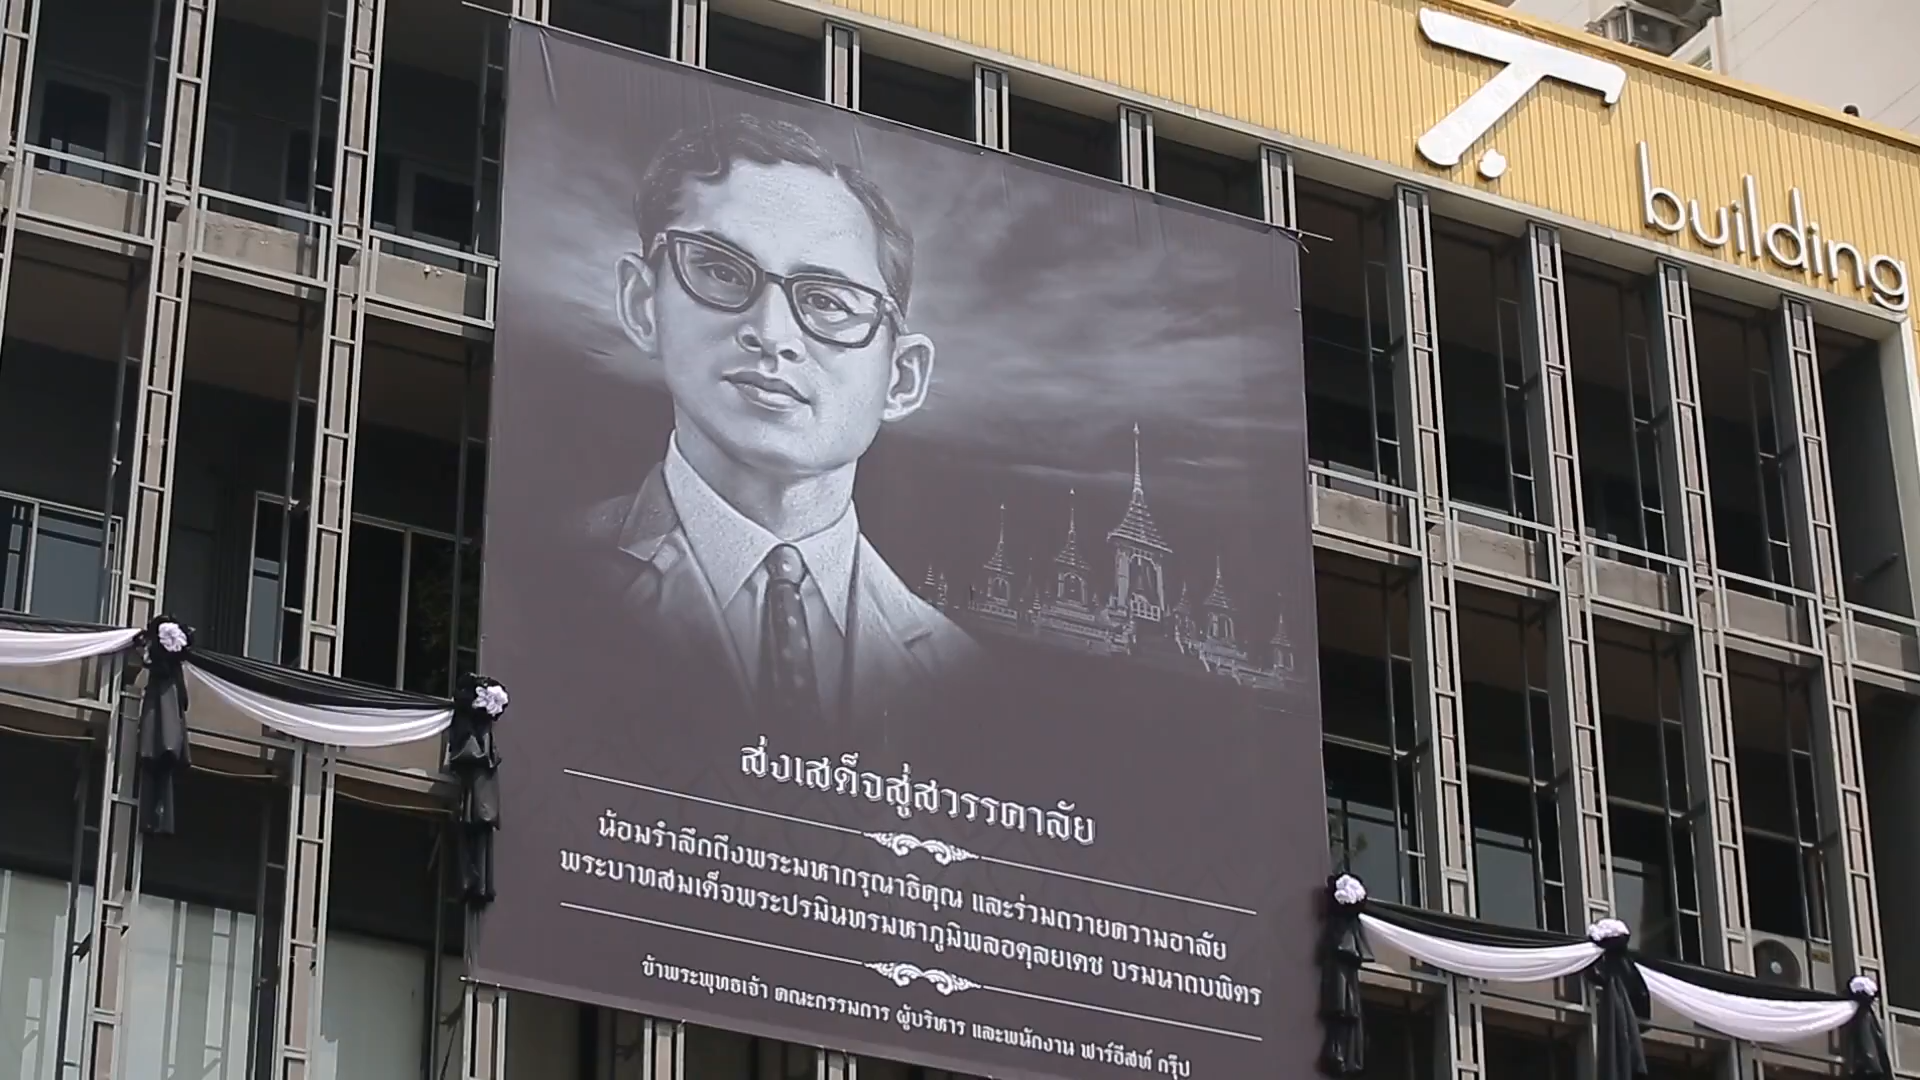 T.
building
ส่งเสด็จสู่สวรรคาลัย
น้อมรำลึกถึงพระมหากรุณาธิคุณ และร่วมถวายความอาลัย
พระบาทสมเด็จพระปรมินทรมหาภูมิพลอดุลยเดช บรมนาถบพิตร
ข้าพระพุทธเจ้า คณะกรรมการ ผู้บริหาร และพนักงาน ฟาร์อีสท์ กรุ๊ป